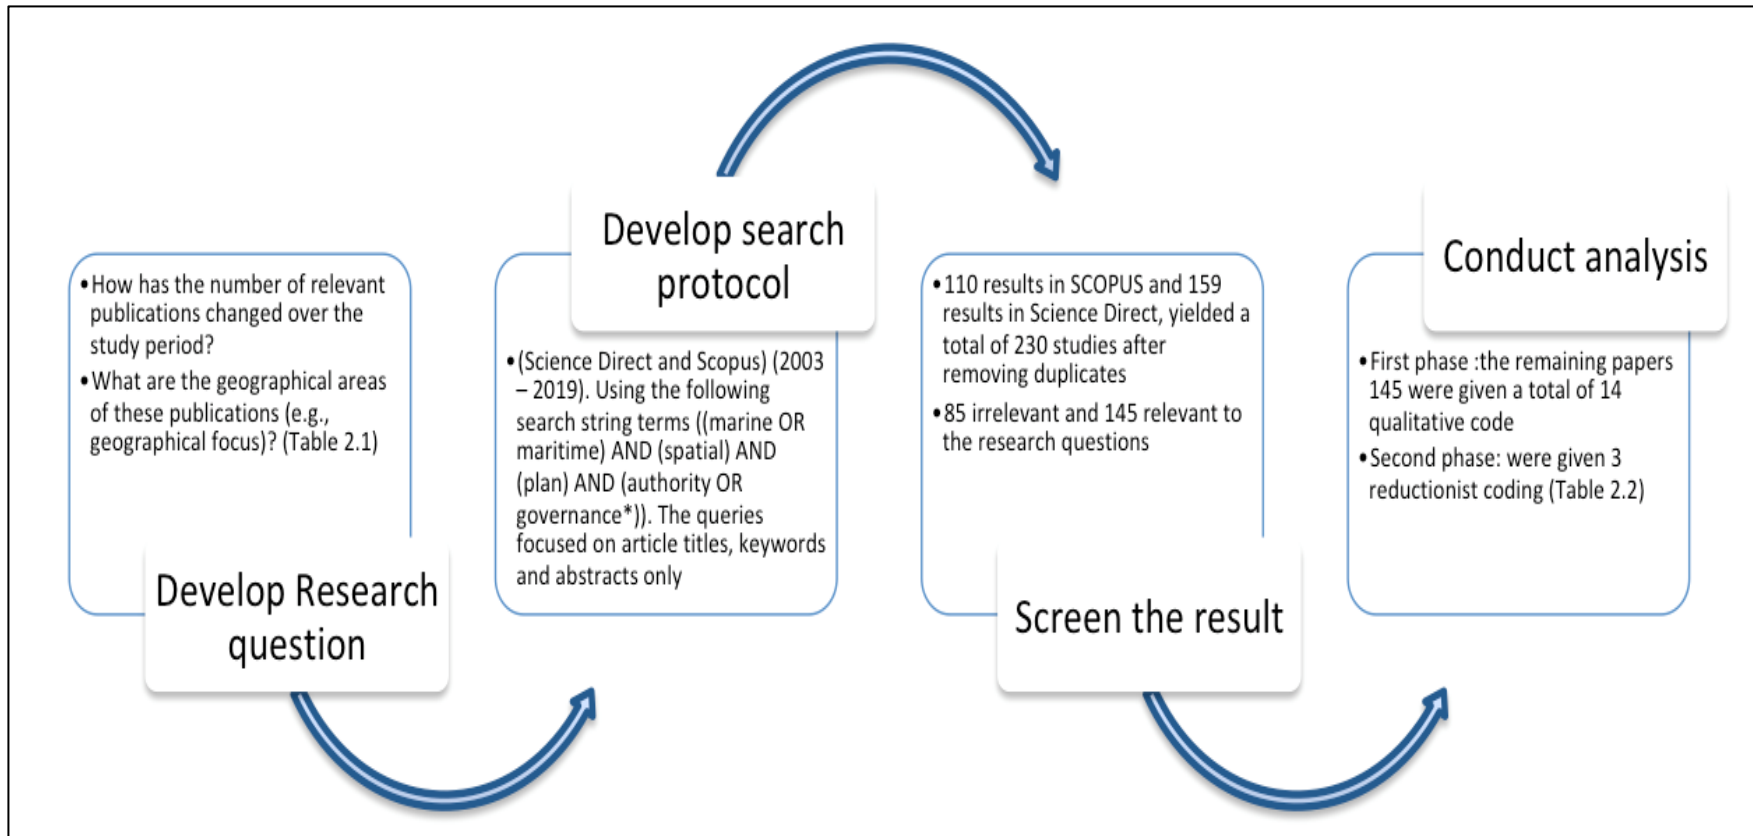 •How has the number of relevant
publications changed over the
study period?
•What are the geographical areas
of these publications (e.g.,
geographical focus)? (Table 2.1)
Develop Research
question
Develop search
protocol
•(Science Direct and Scopus) (2003
– 2019). Using the following
search string terms ((marine OR
maritime) AND (spatial) AND
(plan) AND (authority OR
governance*)). The queries
focused on article titles, keywords
and abstracts only
•110 results in SCOPUS and 159
results in Science Direct, yielded a
total of 230 studies after
removing duplicates
•85 irrelevant and 145 relevant to
the research questions
Screen the result
Conduct analysis
•First phase :the remaining papers
145 were given a total of 14
qualitative code
•Second phase: were given 3
reductionist coding (Table 2.2)